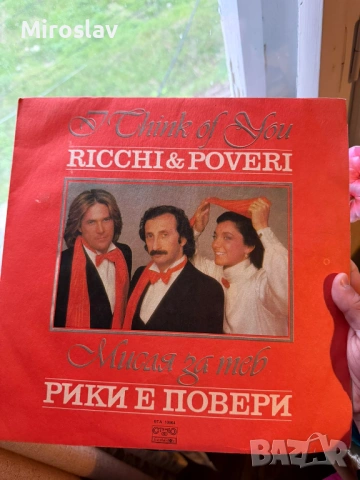 Miroslav
I Think of You
RICCHI & POVERI
Мисля за теб
РИКИ Е ПОВЕРИ
BAZAR